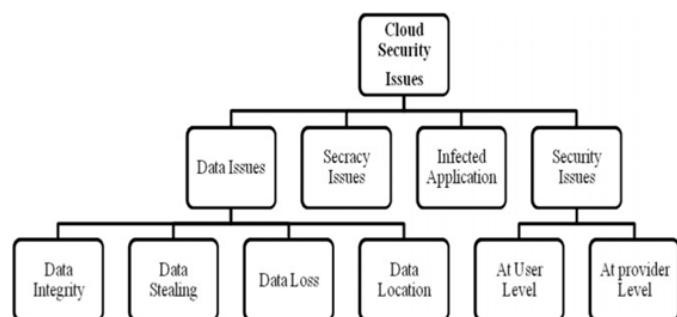 Cloud
Security
Issues
Data Issues
Secracy
Issues
Infected
Application
Security
Issues
Data
Integrity
Data
Stealing
Data Loss
Data
Location
At User
Level
At provider
Level